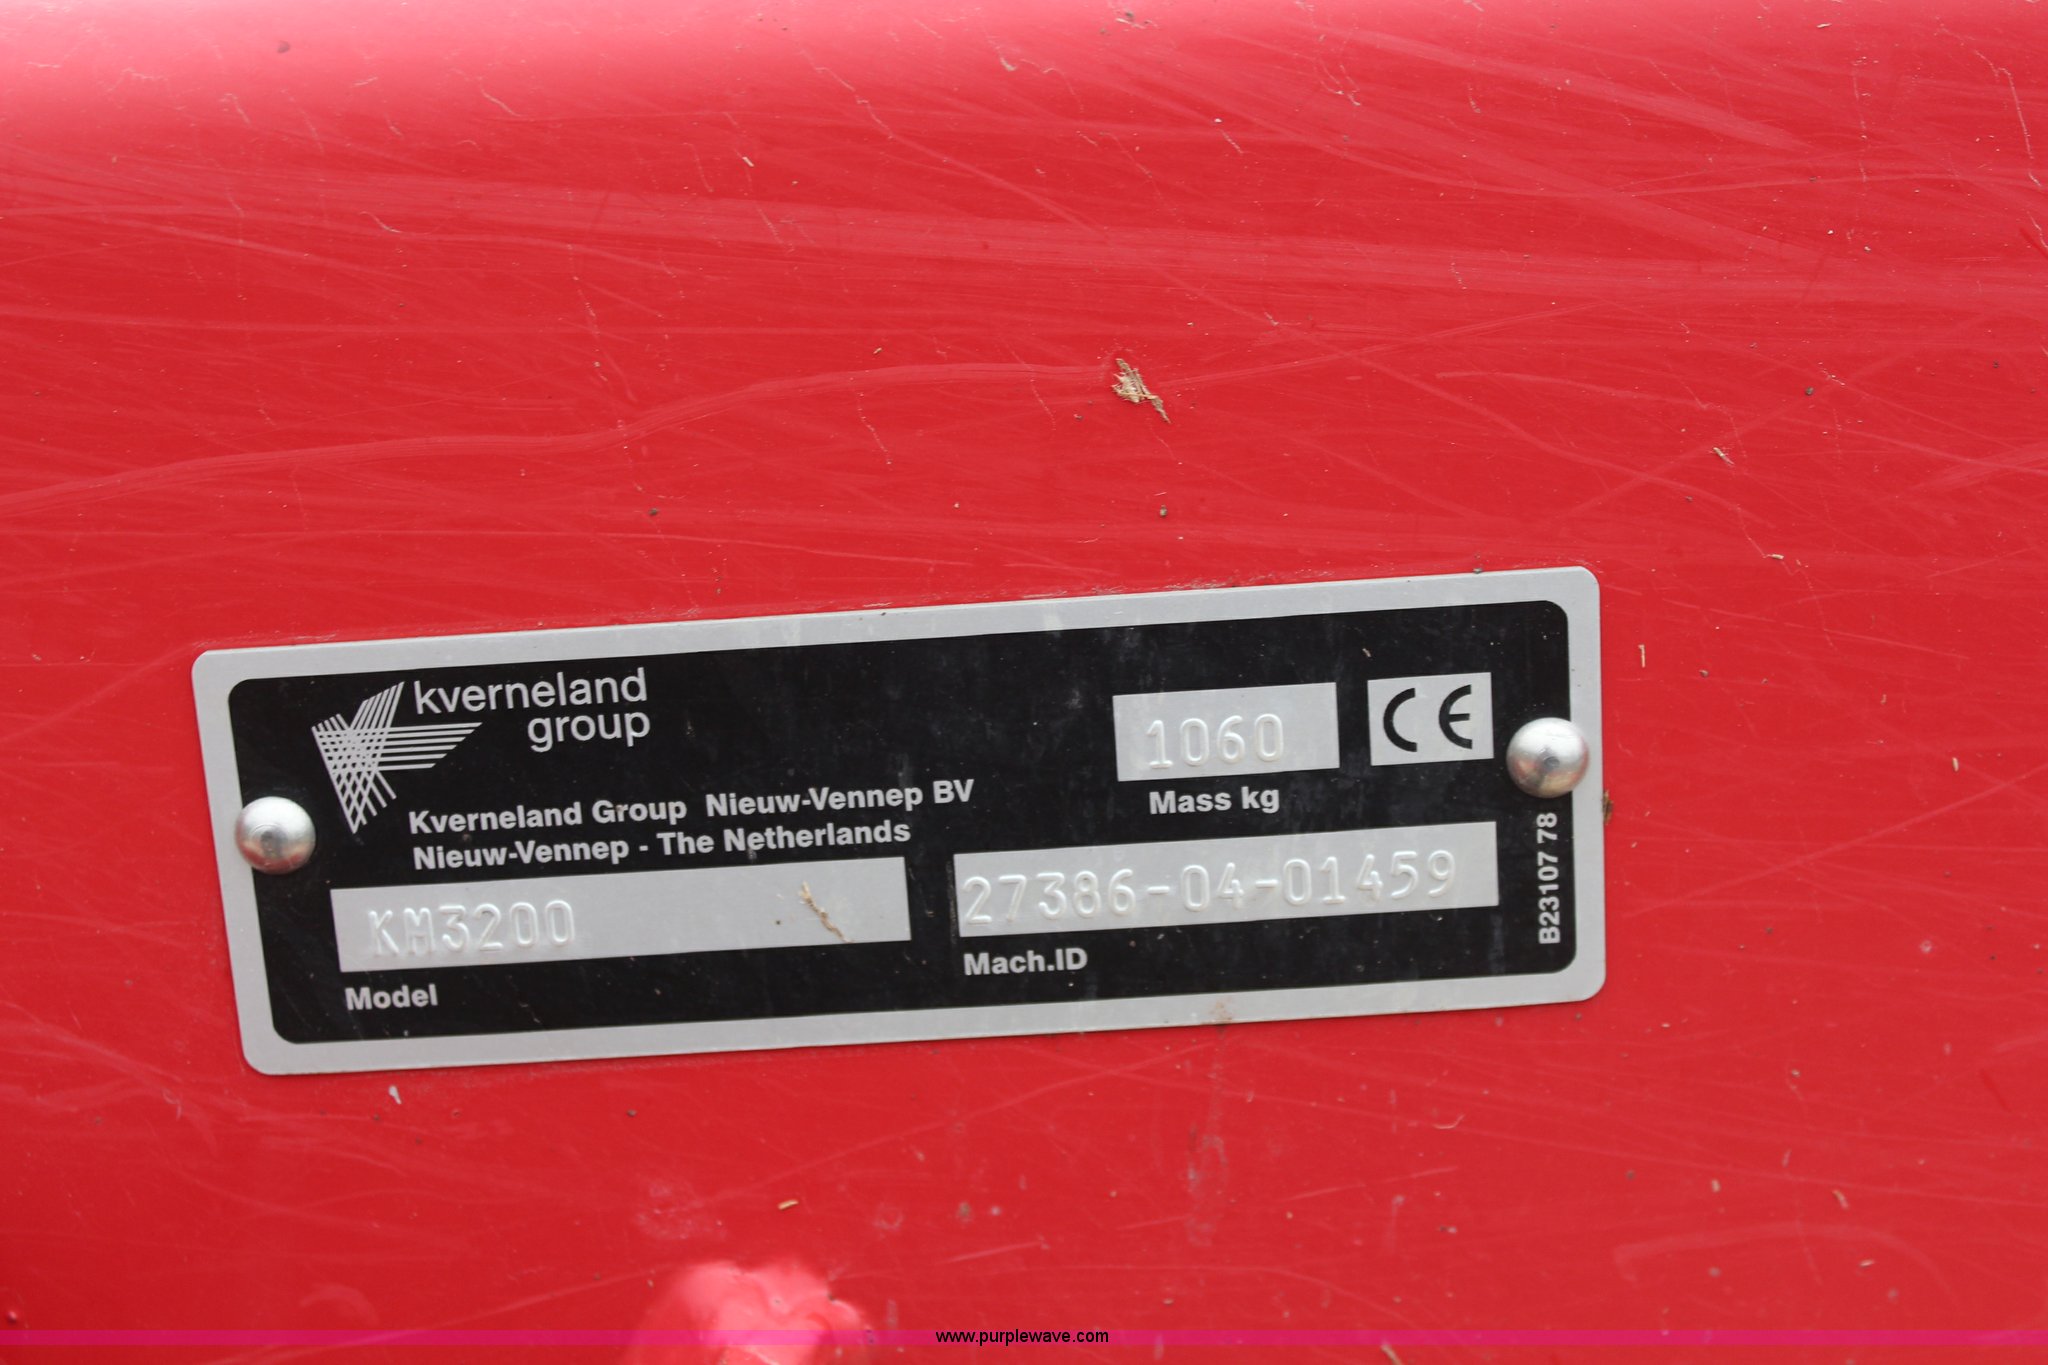 kverneland
group
Kverneland Group Nieuw-Vennep BV
Nieuw-Vennep - The Netherlands
1060
CE
Mass kg
KM3200
Model
27386-04-01459
Mach.ID
B23107 78
www.purplewave.com